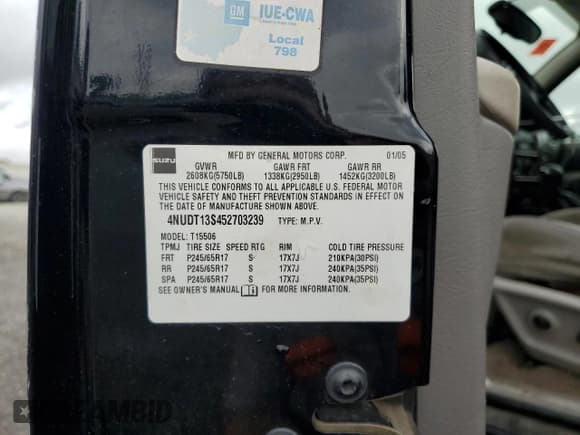 GM
IUE-CWA
Local
798
ISUZU
MFD BY GENERAL MOTORS CORP. 01/05
GVWR GAWR FRT GAWR RR
2608KG(5750LB) 1338KG(2950LB) 1452KG(3200LB)
THIS VEHICLE CONFORMS TO ALL APPLICABLE U.S. FEDERAL MOTOR
VEHICLE SAFETY AND THEFT PREVENTION STANDARDS IN EFFECT ON
THE DATE OF MANUFACTURE SHOWN ABOVE.
4NUDT13S452703239 TYPE: M.P.V.
MODEL: T15506
TPMJ TIRE SIZE SPEED RTG RIM COLD TIRE PRESSURE
FRT P245/65R17 S 17X7J 210KPA(30PSI)
RR P245/65R17 S 17X7J 240KPA(35PSI)
SPA P245/65R17 S 17X7J 240KPA(35PSI)
SEE OWNER'S MANUAL FOR MORE INFORMATION.